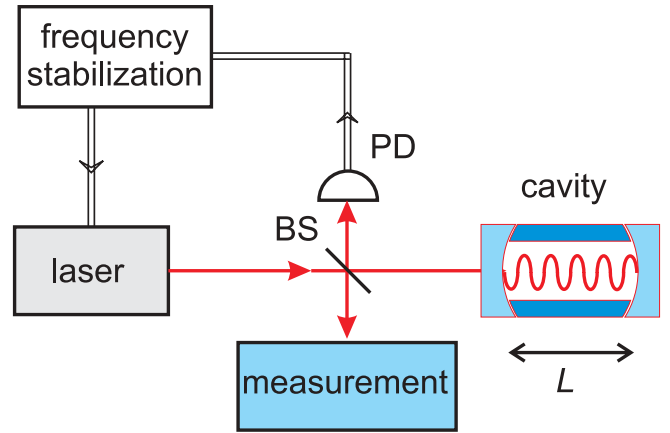 frequency
stabilization
PD
cavity
BS
laser
measurement
L